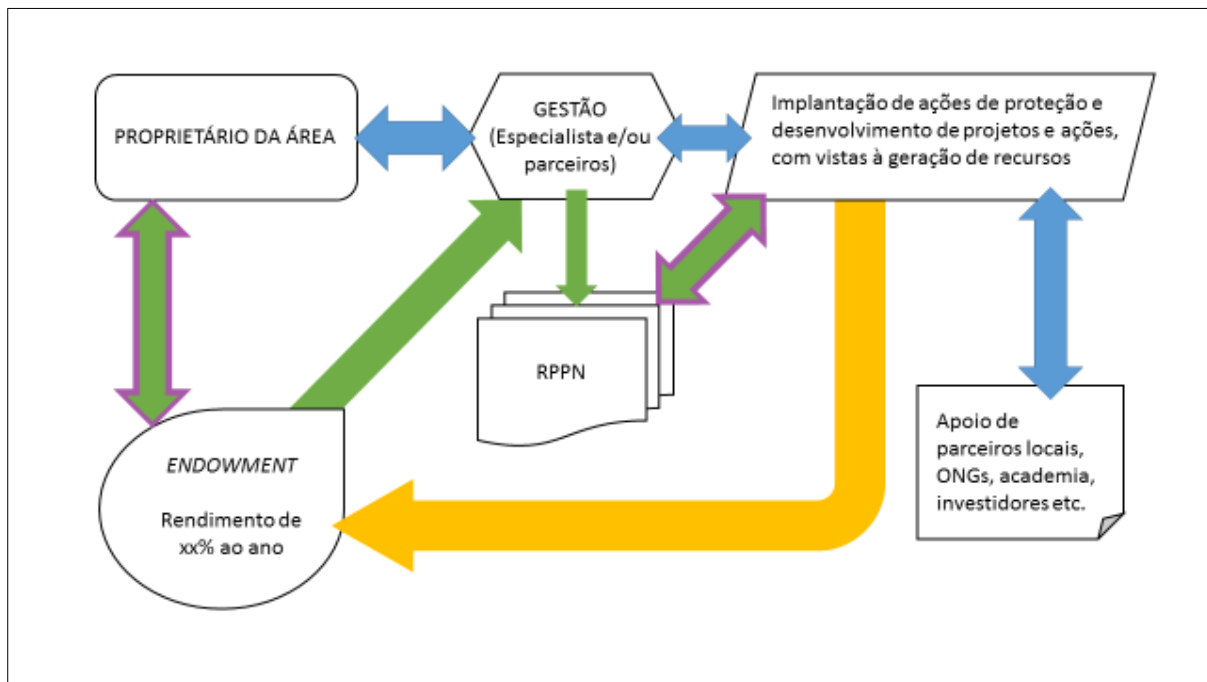 PROPRIETÁRIO DA ÁREA
GESTÃO
(Especialista e/ou
parceiros)
Implantação de ações de proteção e
desenvolvimento de projetos e ações,
com vistas à geração de recursos
RPPN
ENDOWMENT
Rendimento de
xx% ao ano
Apoio de
parceiros locais,
ONGs, academia,
investidores etc.